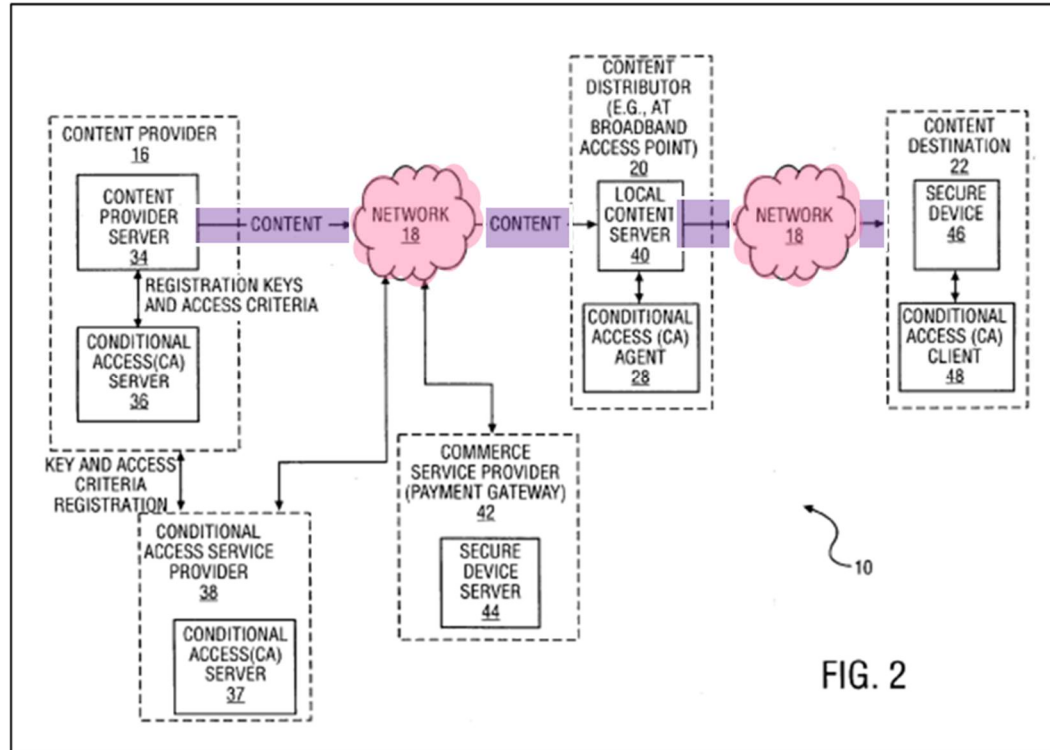 CONTENT PROVIDER
16
CONTENT
PROVIDER
SERVER
34
REGISTRATION KEYS
AND ACCESS CRITERIA
CONDITIONAL
ACCESS(CA)
SERVER
36
KEY AND ACCESS
CRITERIA
REGISTRATION
CONDITIONAL
ACCESS SERVICE
PROVIDER
38
CONDITIONAL
ACCESS(CA)
SERVER
37
CONTENT
NETWORK
18
CONTENT
COMMERCE
SERVICE PROVIDER
(PAYMENT GATEWAY)
42
SECURE
DEVICE
SERVER
44
CONTENT
DISTRIBUTOR
(E.G., AT
BROADBAND
ACCESS POINT)
20
LOCAL
CONTENT
SERVER
40
CONDITIONAL
ACCESS (CA)
AGENT
28
NETWORK
18
CONTENT
DESTINATION
22
SECURE
DEVICE
46
CONDITIONAL
ACCESS (CA)
CLIENT
48
10
FIG. 2